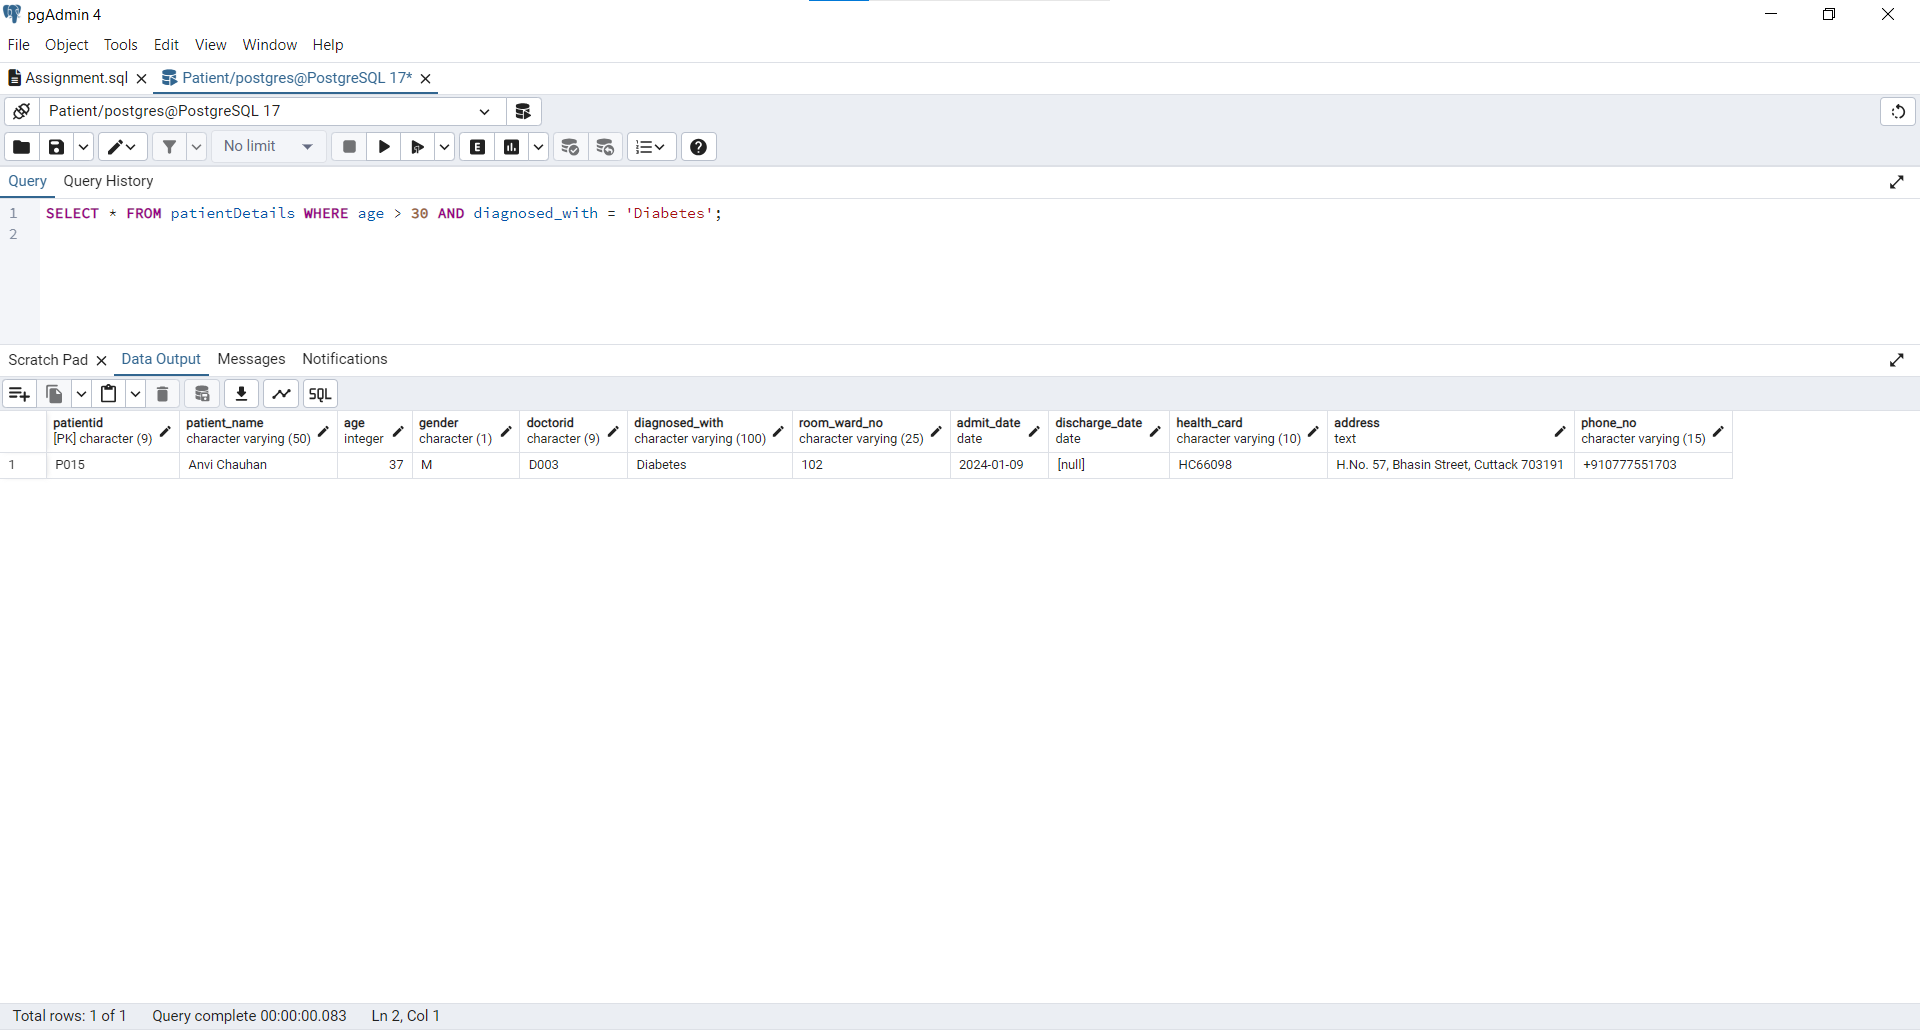 pgAdmin 4
File Object Tools Edit View Window Help
Assignment.sql Patient/postgres@PostgreSQL 17*
Patient/postgres@PostgreSQL 17
No limit E
Query Query History
1 SELECT * FROM patientDetails WHERE age > 30 AND diagnosed_with = 'Diabetes';
2
Scratch Pad Data Output Messages Notifications
SQL
patientid patient_name age gender doctorid diagnosed_with room_ward_no admit_date discharge_date health_card address phone_no
[PK] character (9) character varying (50) integer character (1) character (9) character varying (100) character varying (25) date date character varying (10) text character varying (15)
1 P015 Anvi Chauhan 37 M D003 Diabetes 102 2024-01-09 [null] HC66098 H.No. 57, Bhasin Street, Cuttack 703191 +910777551703
Total rows: 1 of 1 Query complete 00:00:00.083 Ln 2, Col 1